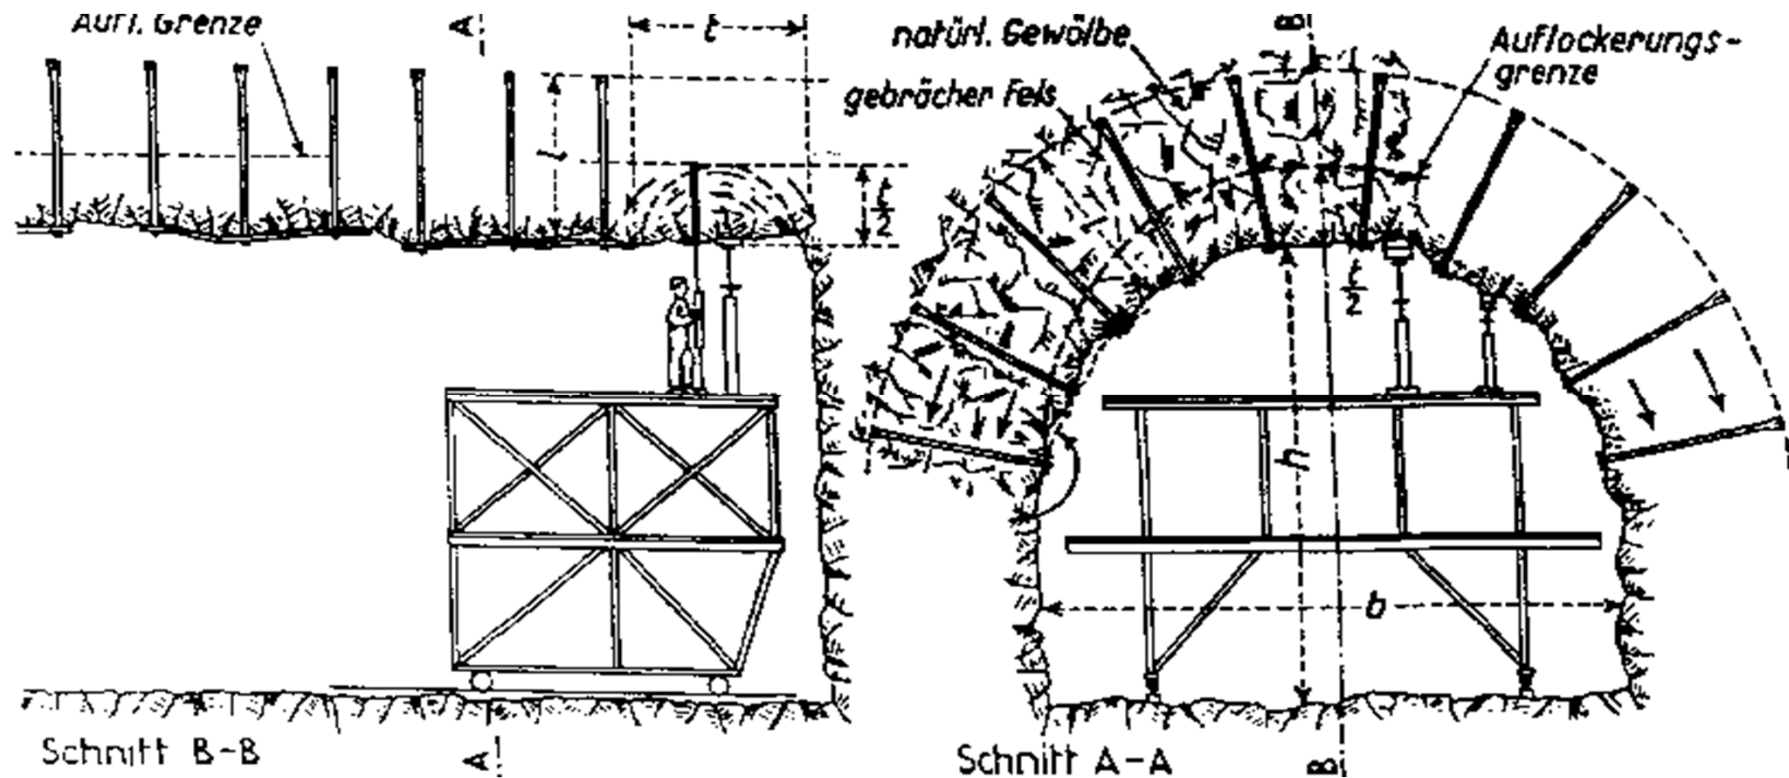 Aufl. Grenze
A
t
l
t/2
Schnitt B-B
A
natürl. Gewölbe
B
Auflockerungs-
grenze
gebrächer Fels
t
t/2
h
b
Schnitt A-A
B